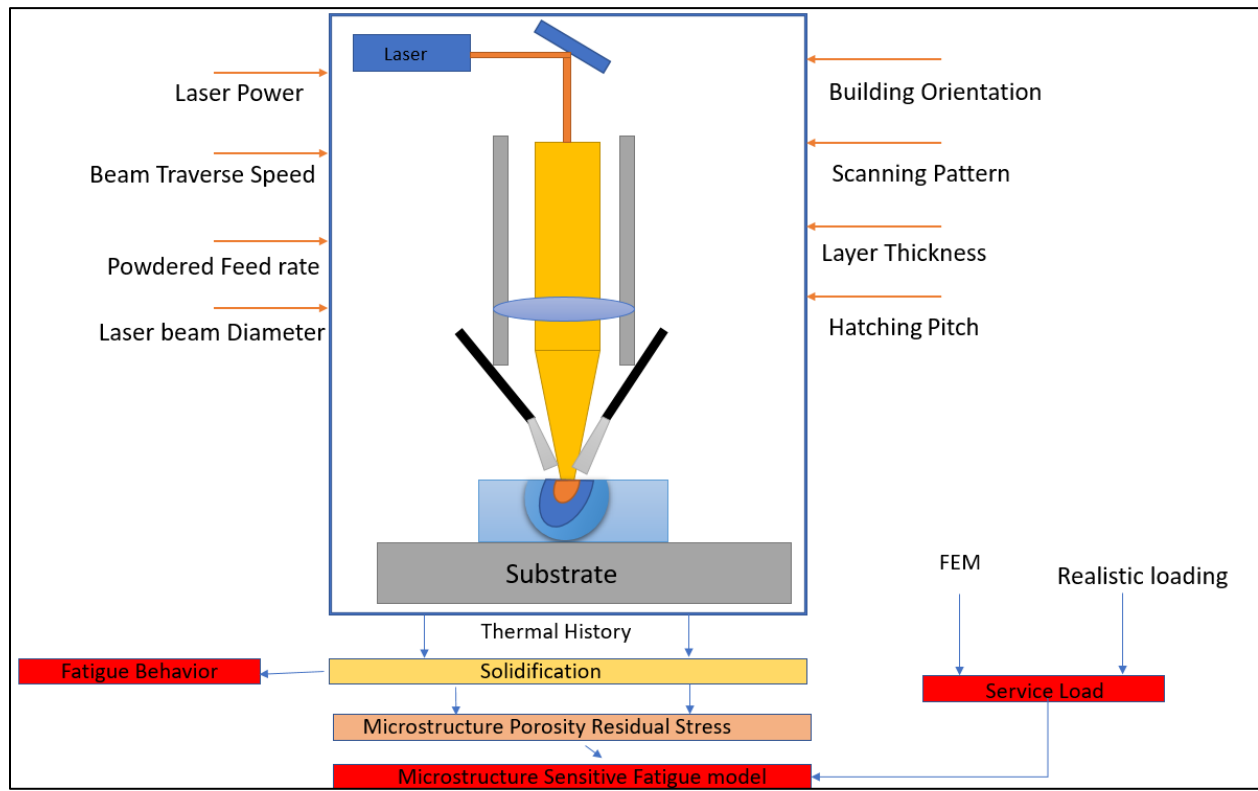 Laser
Laser Power
Beam Traverse Speed
Powdered Feed rate
Laser beam Diameter
Building Orientation
Scanning Pattern
Layer Thickness
Hatching Pitch
Substrate
FEM
Realistic loading
Thermal History
Fatigue Behavior
Solidification
Service Load
Microstructure Porosity Residual Stress
Microstructure Sensitive Fatigue model